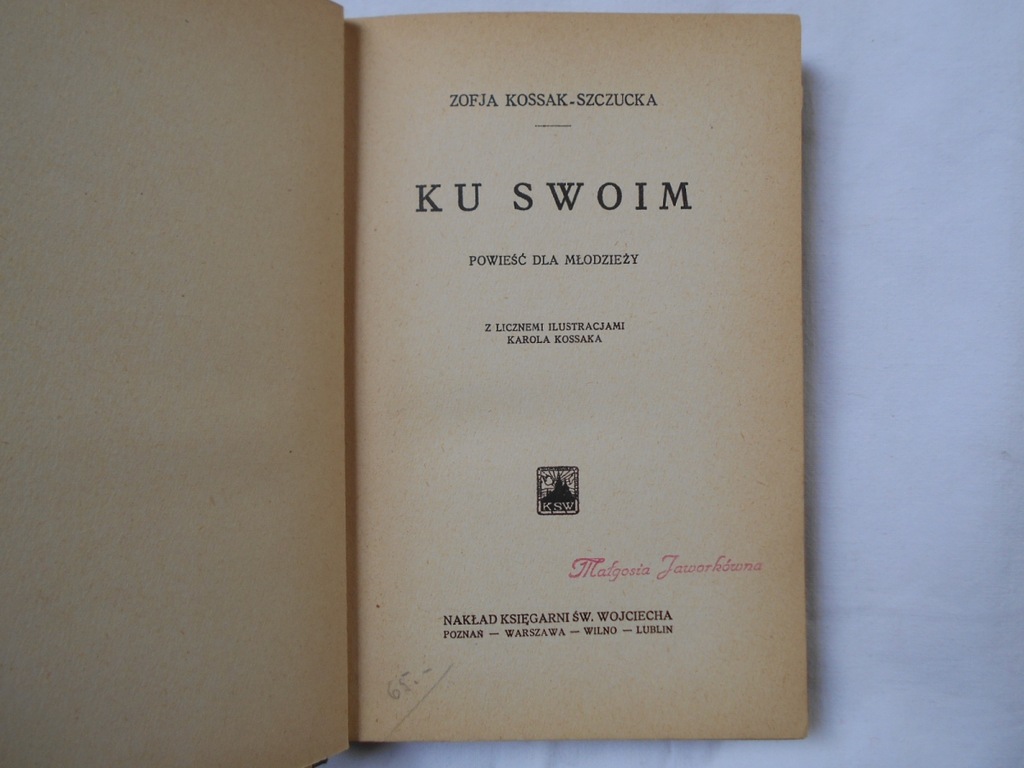 ZOFJA KOSSAK-SZCZUCKA
KU SWOIM
POWIEŚĆ DLA MŁODZIEŻY
Z LICZNEMI ILUSTRACJAMI
KAROLA KOSSAKA
KSW
Małgosia Jaworkówna
NAKŁAD KSIĘGARNI ŚW. WOJCIECHA
POZNAŃ — WARSZAWA — WILNO — LUBLIN
65.-